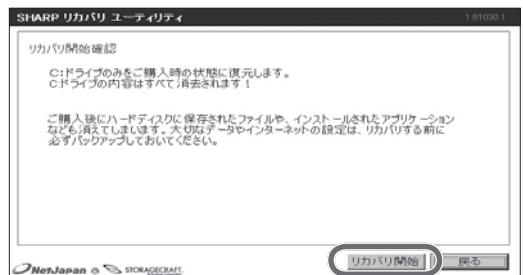 SHARP リカバリ ユーティリティ
1.61030.1
リカバリ開始確認
C:ドライブのみをご購入時の状態に復元します。
C:ドライブの内容はすべて消去されます!
ご購入後にハードディスクに保存されたファイルや、インストールされたアプリケーション
なども消えてしまいます。大切なデータやインターネットの設定は、リカバリする前に
必ずバックアップしておいてください。
リカバリ開始
戻る
NetJapan
STORAGECRAFT